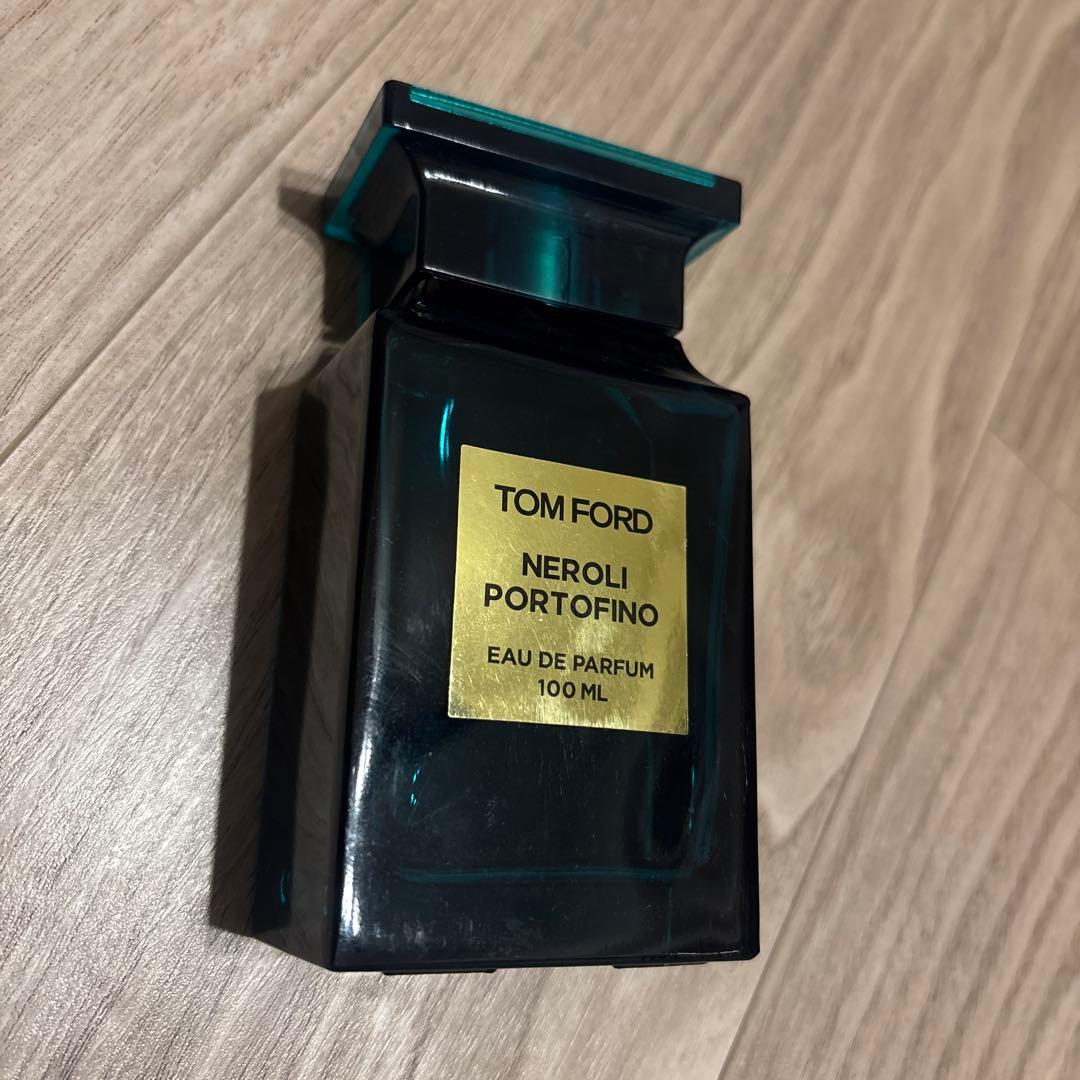 TOM FORD
NEROLI
PORTOFINO
EAU DE PARFUM
100 ML